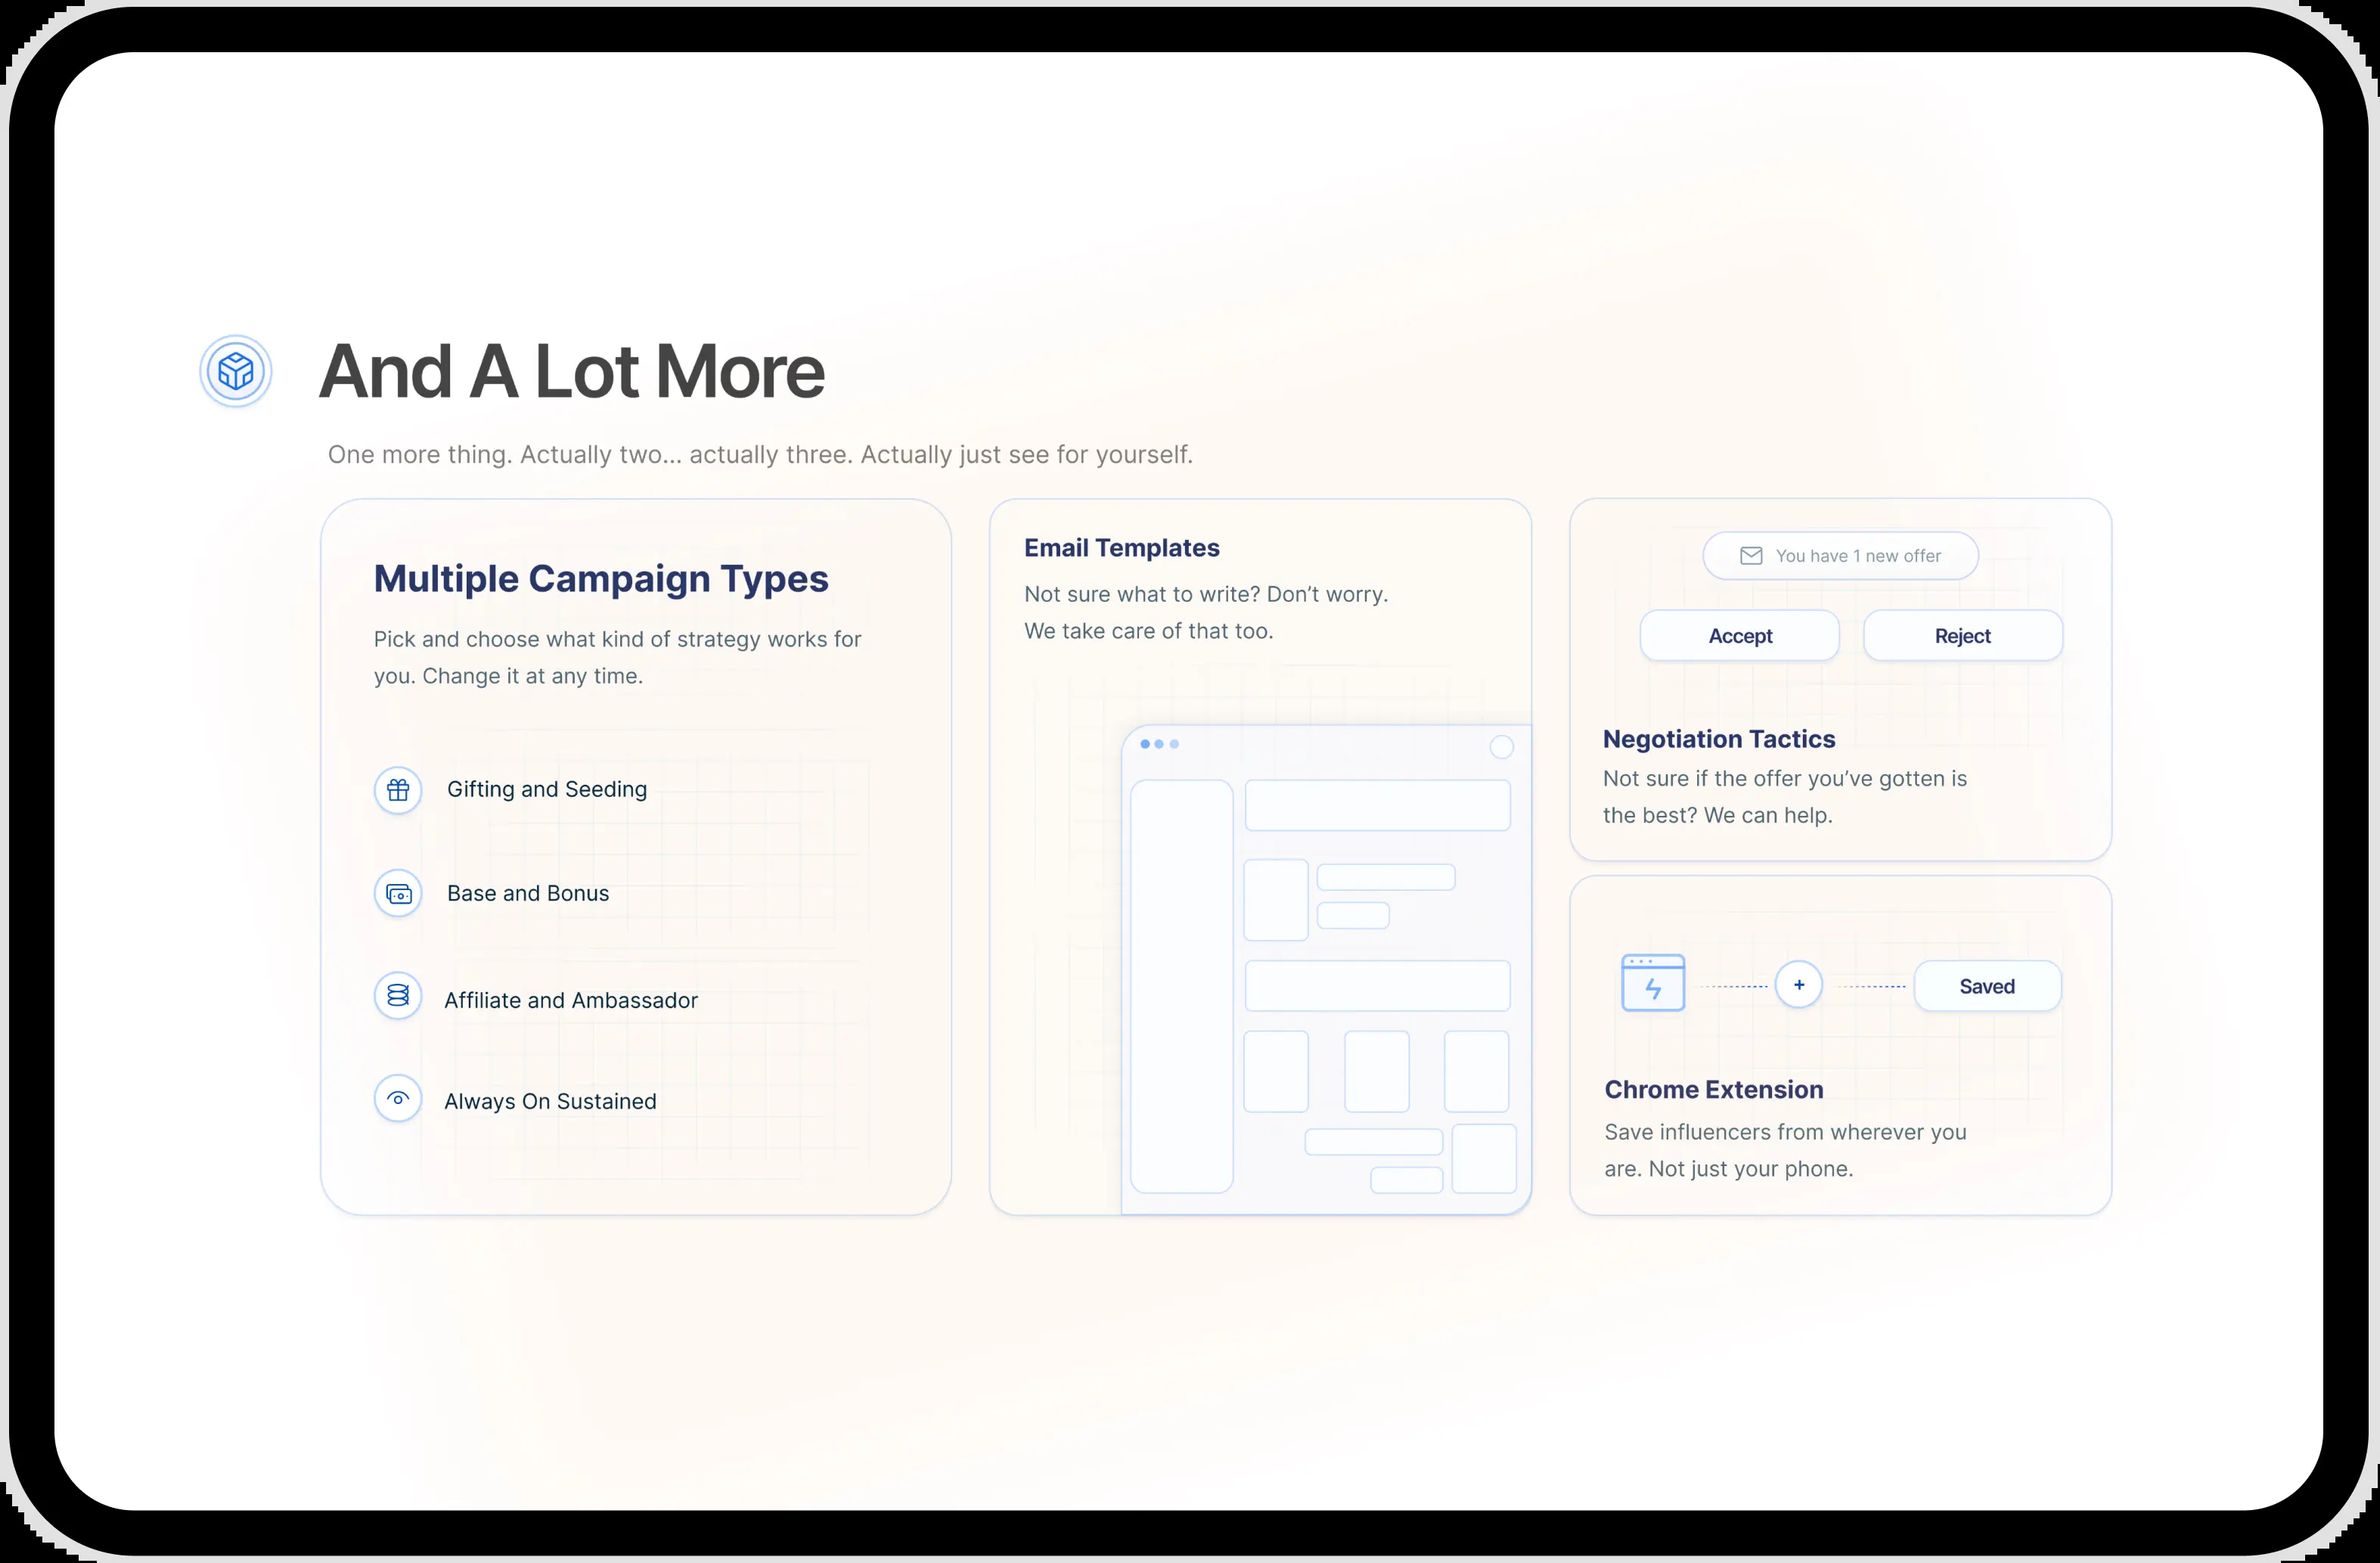 And A Lot More
One more thing. Actually two... actually three. Actually just see for yourself.
Multiple Campaign Types
Pick and choose what kind of strategy works for
you. Change it at any time.
Gifting and Seeding
Base and Bonus
Affiliate and Ambassador
Always On Sustained
Email Templates
Not sure what to write? Don’t worry.
We take care of that too.
You have 1 new offer
Accept
Reject
Negotiation Tactics
Not sure if the offer you’ve gotten is
the best? We can help.
+
Saved
Chrome Extension
Save influencers from wherever you
are. Not just your phone.